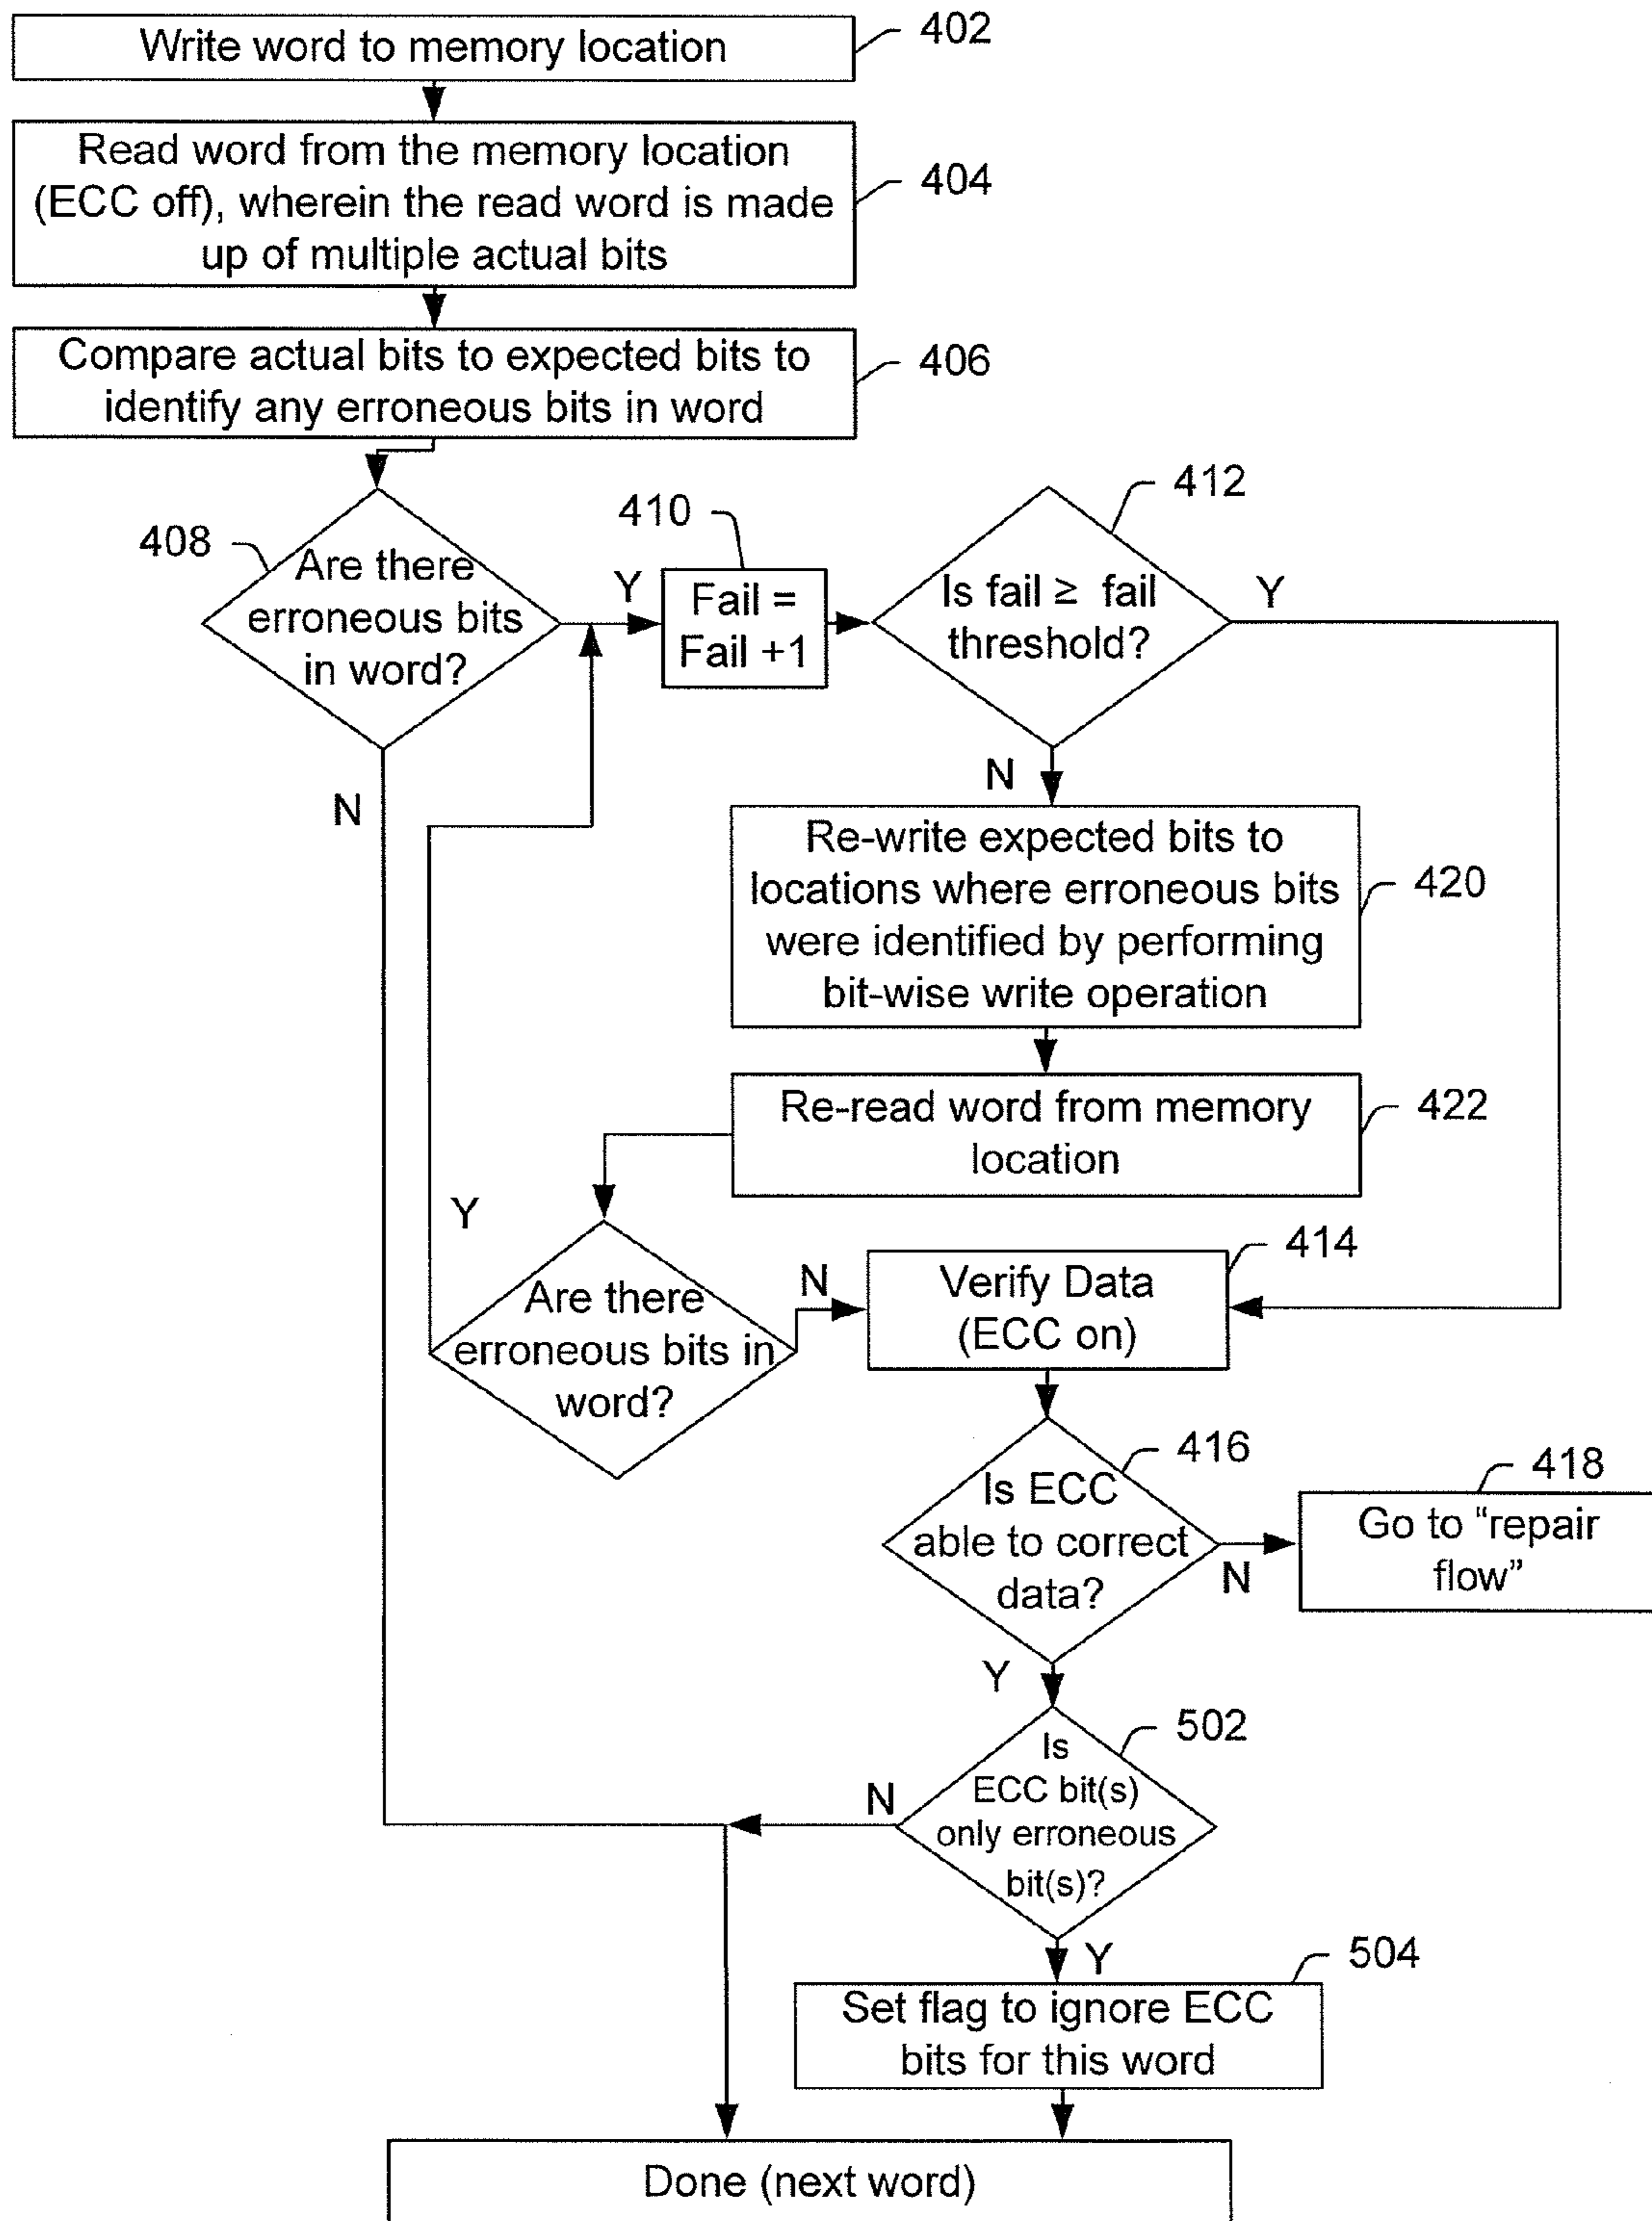 Write word to memory location
402
Read word from the memory location
(ECC off), wherein the read word is made
up of multiple actual bits
404
Compare actual bits to expected bits to
identify any erroneous bits in word
406
408
Are there
erroneous bits
in word?
Y
N
410
Fail =
Fail +1
412
Is fail ≥ fail
threshold?
Y
N
Re-write expected bits to
locations where erroneous bits
were identified by performing
bit-wise write operation
420
Re-read word from memory
location
422
Y
Are there
erroneous bits in
word?
N
414
Verify Data
(ECC on)
416
Is ECC
able to correct
data?
N
418
Go to “repair
flow”
Y
502
Is
ECC bit(s)
only erroneous
bit(s)?
N
Y
504
Set flag to ignore ECC
bits for this word
Done (next word)